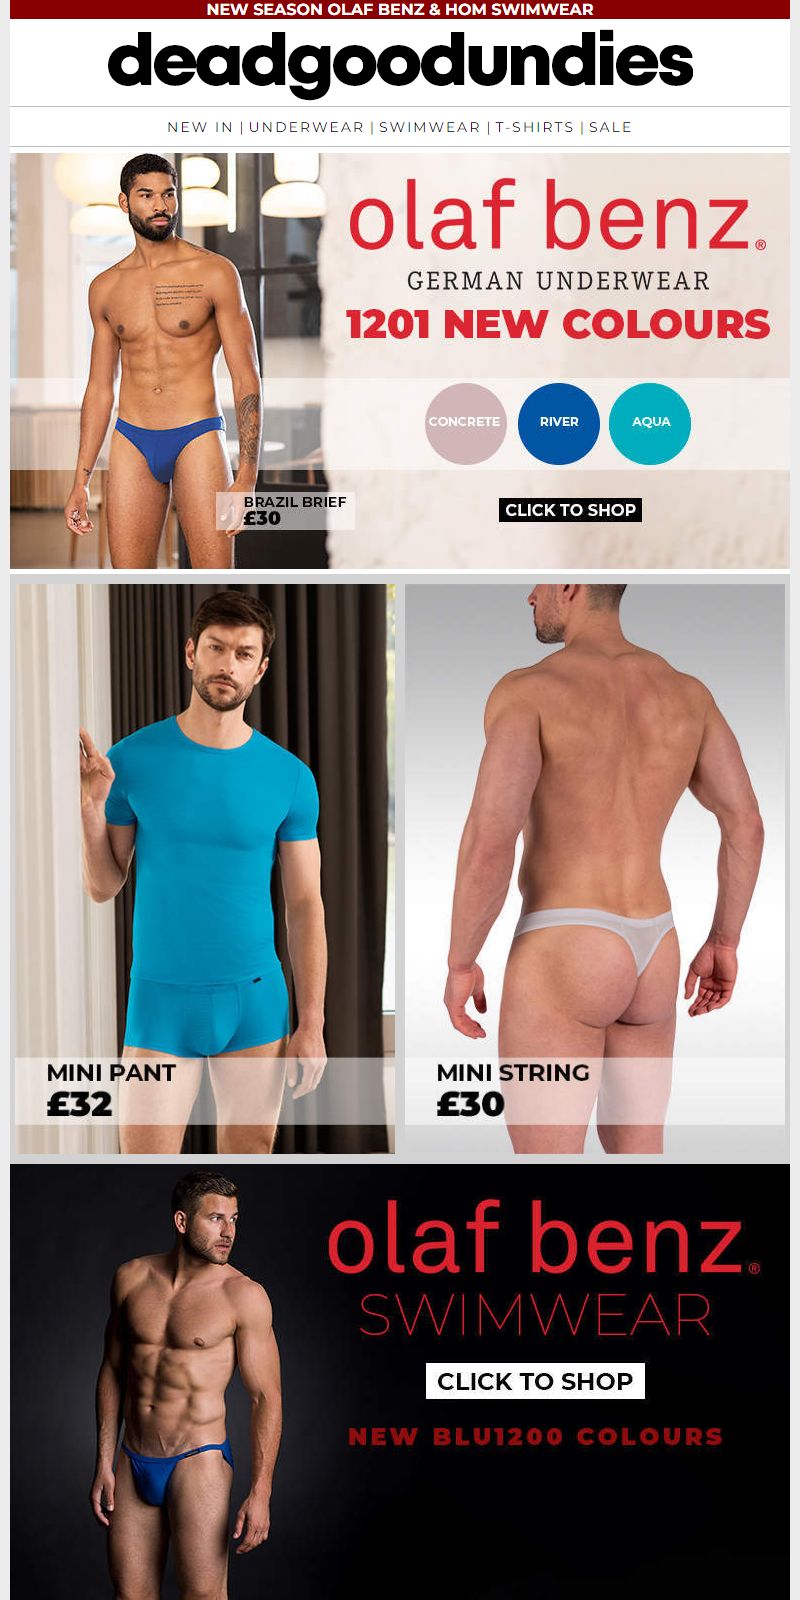 NEW SEASON OLAF BENZ & HOM SWIMWEAR
deadgoodundies
NEW IN | UNDERWEAR | SWIMWEAR | T-SHIRTS | SALE
olaf benz.®
GERMAN UNDERWEAR
1201 NEW COLOURS
CONCRETE
RIVER
AQUA
BRAZIL BRIEF
£30
CLICK TO SHOP
MINI PANT
£32
MINI STRING
£30
olaf benz.®
SWIMWEAR
CLICK TO SHOP
NEW BLU1200 COLOURS